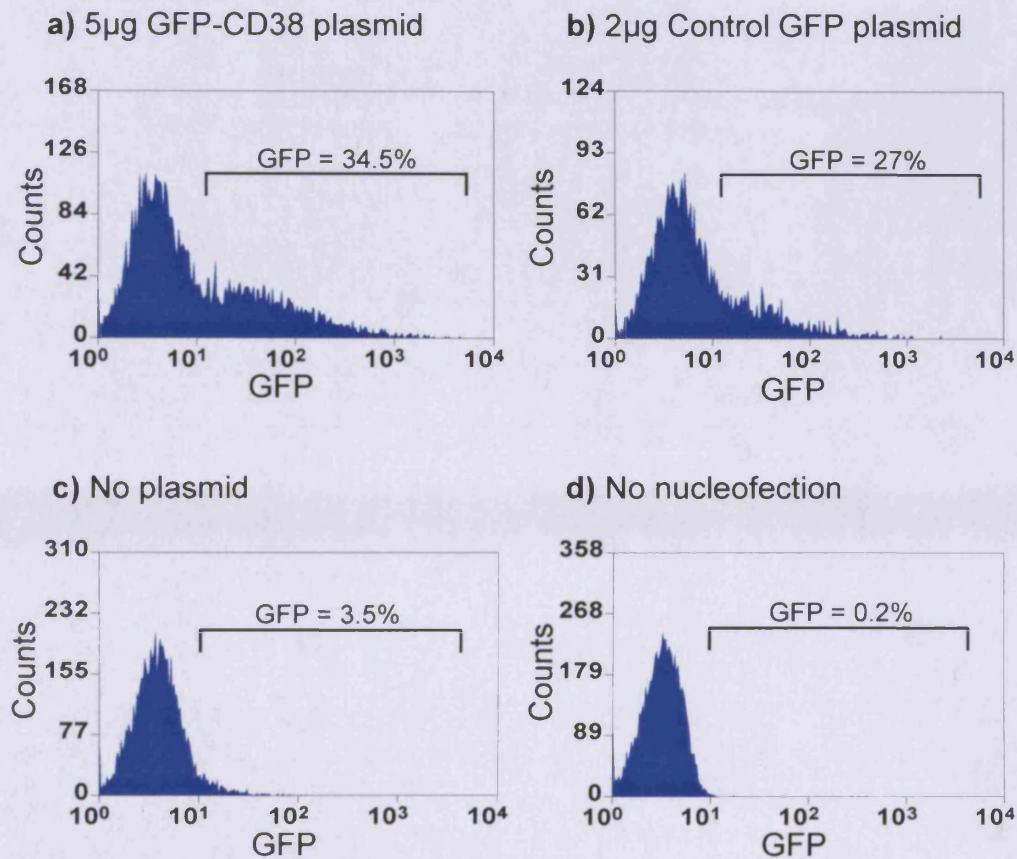 a) 5µg GFP-CD38 plasmid
168
126
84
42
0
Counts
GFP = 34.5%
10⁰ 10¹ 10² 10³ 10⁴
GFP
b) 2µg Control GFP plasmid
124
93
62
31
0
Counts
GFP = 27%
10⁰ 10¹ 10² 10³ 10⁴
GFP
c) No plasmid
310
232
155
77
0
Counts
GFP = 3.5%
10⁰ 10¹ 10² 10³ 10⁴
GFP
d) No nucleofection
358
268
179
89
0
Counts
GFP = 0.2%
10⁰ 10¹ 10² 10³ 10⁴
GFP